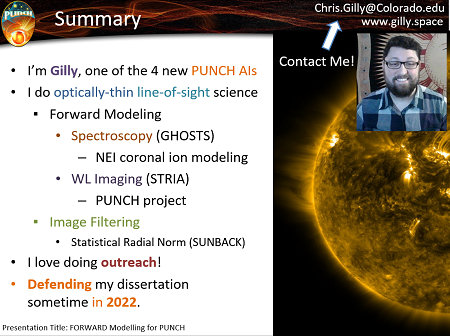 PUNCH
Summary
Chris.Gilly@Colorado.edu
www.gilly.space
Contact Me!
• I'm Gilly, one of the 4 new PUNCH AIs
• I do optically-thin line-of-sight science
▪ Forward Modeling
• Spectroscopy (GHOSTS)
– NEI coronal ion modeling
• WL Imaging (STRIA)
– PUNCH project
▪ Image Filtering
• Statistical Radial Norm (SUNBACK)
• I love doing outreach!
• Defending my dissertation
sometime in 2022.
Presentation Title: FORWARD Modelling for PUNCH